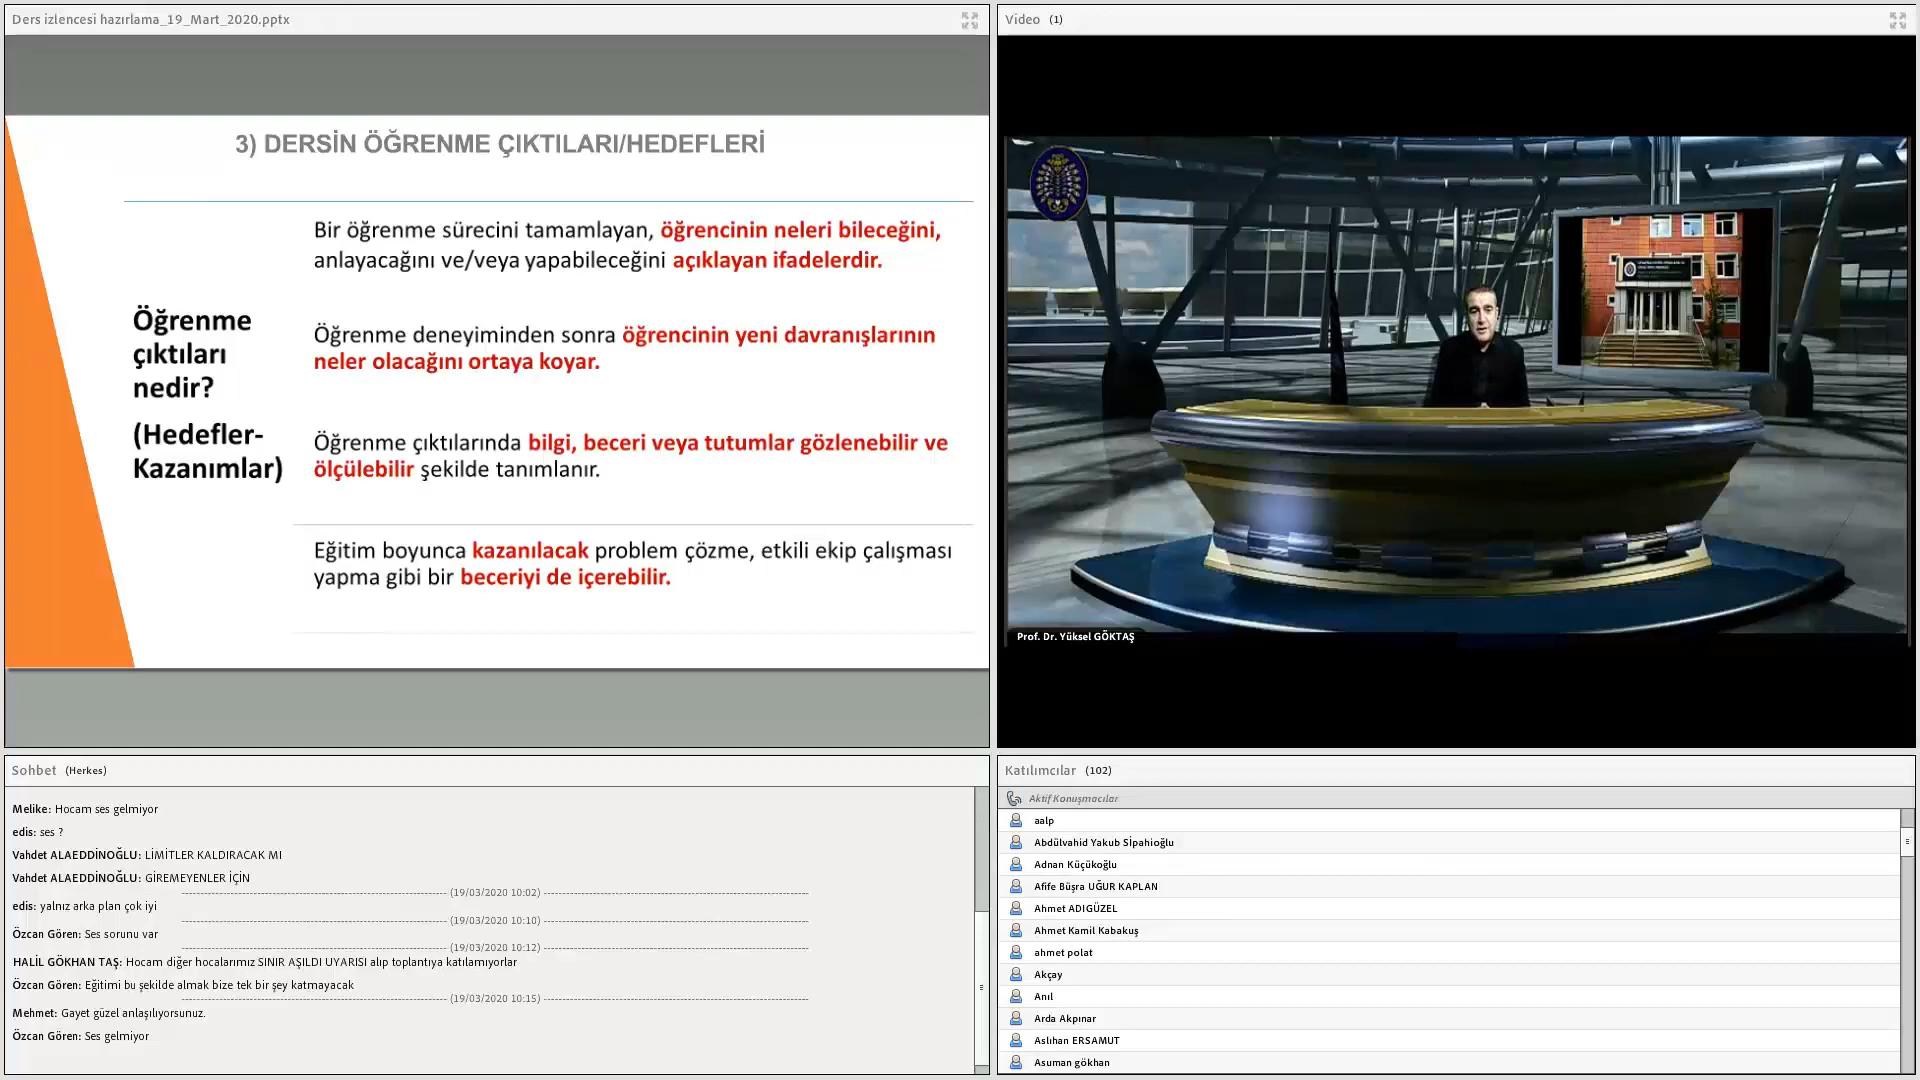 Ders izlencesi hazırlama_19_Mart_2020.pptx
3) DERSİN ÖĞRENME ÇIKTILARI/HEDEFLERİ
Öğrenme
çıktıları
nedir?
(Hedefler-
Kazanımlar)
Bir öğrenme sürecini tamamlayan, öğrencinin neleri bileceğini,
anlayacağını ve/veya yapabileceğini açıklayan ifadelerdir.
Öğrenme deneyiminden sonra öğrencinin yeni davranışlarının
neler olacağını ortaya koyar.
Öğrenme çıktılarında bilgi, beceri veya tutumlar gözlenebilir ve
ölçülebilir şekilde tanımlanır.
Eğitim boyunca kazanılacak problem çözme, etkili ekip çalışması
yapma gibi bir beceriyi de içerebilir.
Video (1)
Prof. Dr. Yüksel GÖKTAŞ
Sohbet (Herkes)
Melike: Hocam ses gelmiyor
edis: ses ?
Vahdet ALAEDDİNOĞLU: LİMİTLER KALDIRACAK MI
Vahdet ALAEDDİNOĞLU: GİREMEYENLER İÇİN
(19/03/2020 10:02)
edis: yalnız arka plan çok iyi
(19/03/2020 10:10)
Özcan Gören: Ses sorunu var
(19/03/2020 10:12)
HALİL GÖKHAN TAŞ: Hocam diğer hocalarımız SINIR AŞILDI UYARISI alıp toplantıya katılamıyorlar
Özcan Gören: Eğitimi bu şekilde almak bize tek bir şey katmayacak
(19/03/2020 10:15)
Mehmet: Gayet güzel anlaşılıyorsunuz.
Özcan Gören: Ses gelmiyor
Katılımcılar (102)
Aktif Konuşmacılar
aalp
Abdülvahid Yakub Sİpahioğlu
Adnan Küçükoğlu
Afife Büşra UĞUR KAPLAN
Ahmet ADIGÜZEL
Ahmet Kamil Kabakuş
ahmet polat
Akçay
Anıl
Arda Akpınar
Aslıhan ERSAMUT
Asuman gökhan